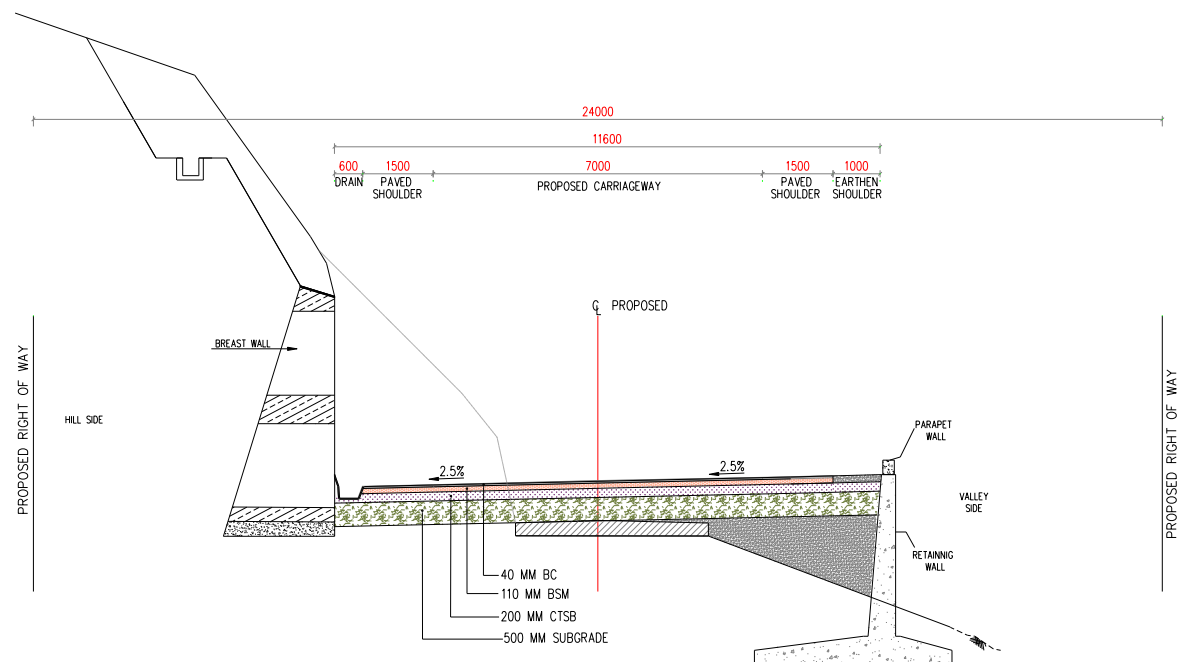 24000
11600
600
1500
7000
1500
1000
DRAIN
PAVED
SHOULDER
PROPOSED CARRIAGEWAY
PAVED
SHOULDER
EARTHEN
SHOULDER
℄ PROPOSED
BREAST WALL
PROPOSED RIGHT OF WAY
HILL SIDE
PARAPET
WALL
PROPOSED RIGHT OF WAY
2.5%
2.5%
VALLEY
SIDE
RETAINNIG
WALL
40 MM BC
110 MM BSM
200 MM CTSB
500 MM SUBGRADE